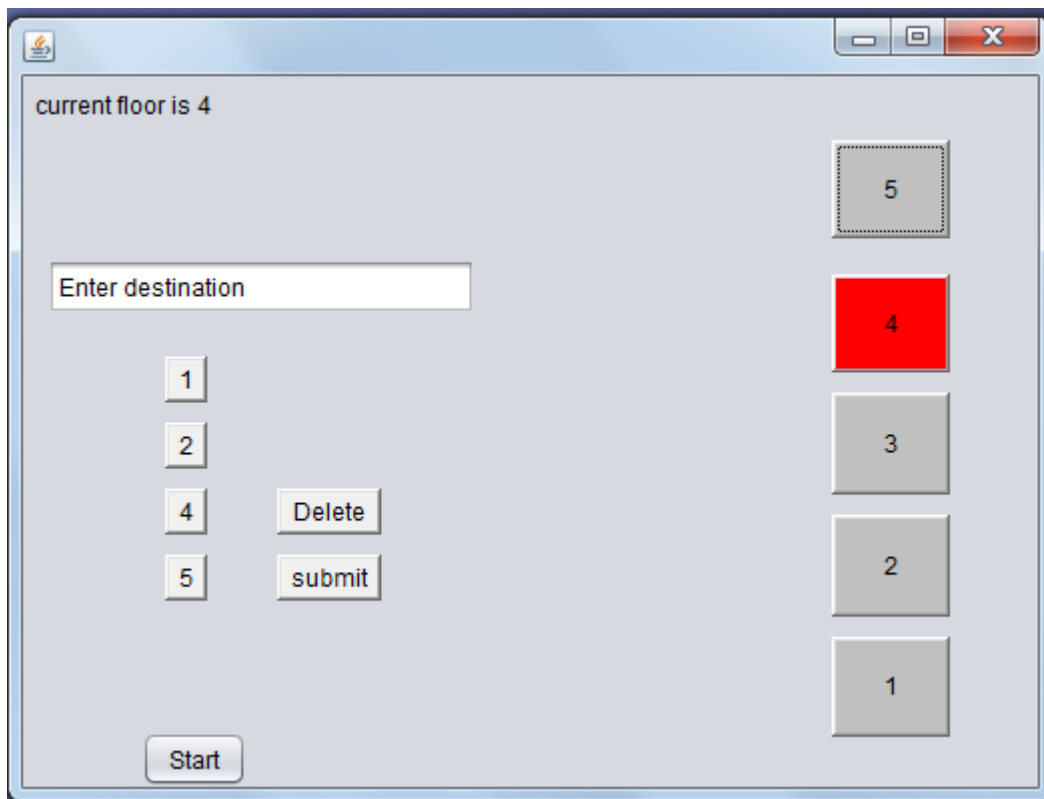 current floor is 4
5
Enter destination
4
1
3
2
4 Delete
2
5 submit
1
Start